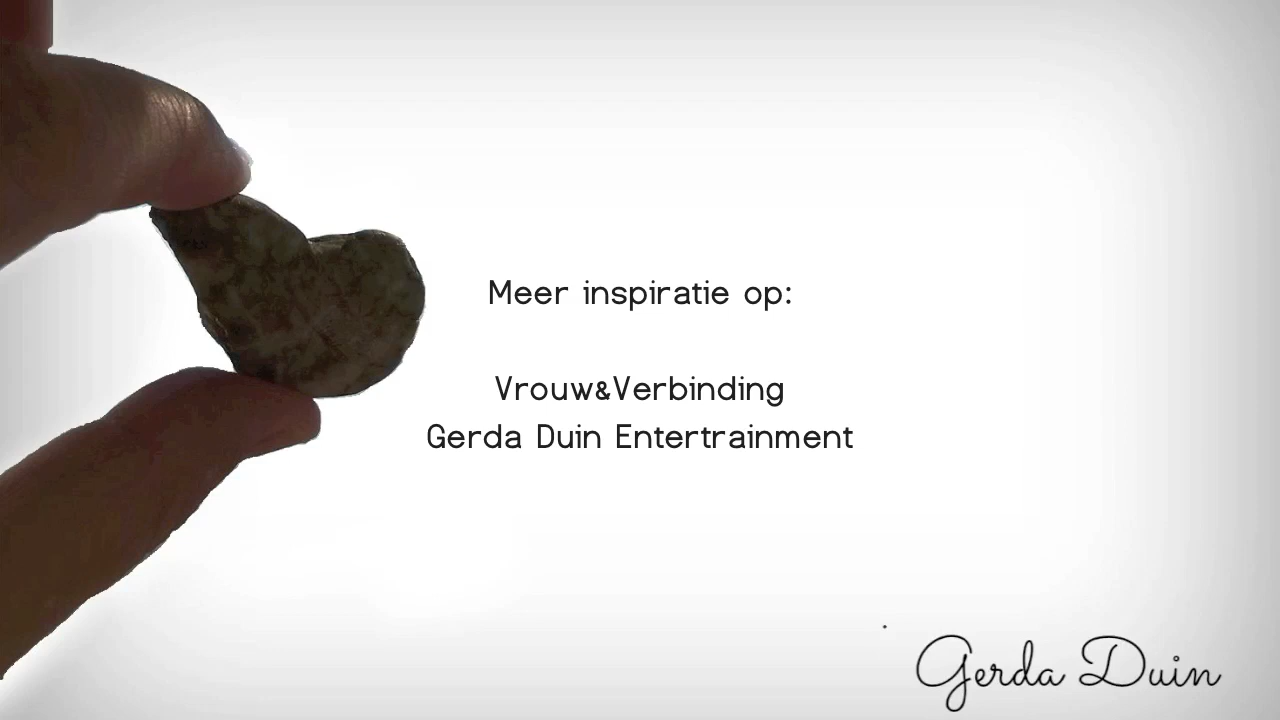 Meer inspiratie op:
Vrouw&Verbinding
Gerda Duin Entertrainment
Gerda Duin